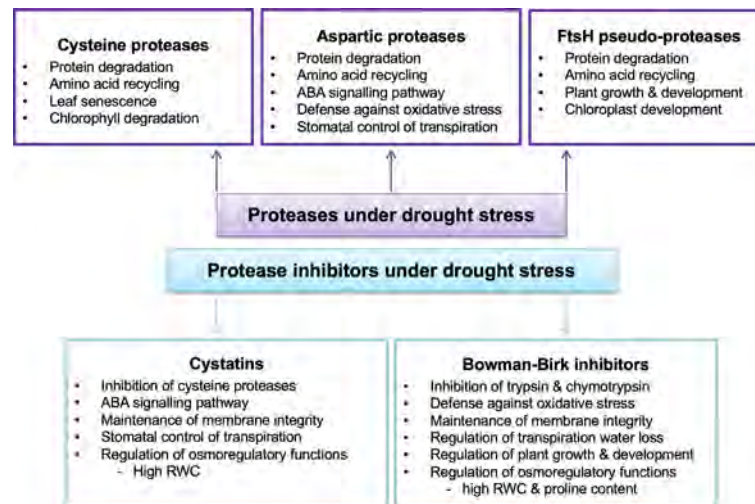 Cysteine proteases
• Protein degradation
• Amino acid recycling
• Leaf senescence
• Chlorophyll degradation
Aspartic proteases
• Protein degradation
• Amino acid recycling
• ABA signalling pathway
• Defense against oxidative stress
• Stomatal control of transpiration
FtsH pseudo-proteases
• Protein degradation
• Amino acid recycling
• Plant growth & development
• Chloroplast development
Proteases under drought stress
Protease inhibitors under drought stress
Cystatins
• Inhibition of cysteine proteases
• ABA signalling pathway
• Maintenance of membrane integrity
• Stomatal control of transpiration
• Regulation of osmoregulatory functions
- High RWC
Bowman-Birk inhibitors
• Inhibition of trypsin & chymotrypsin
• Defense against oxidative stress
• Maintenance of membrane integrity
• Regulation of transpiration water loss
• Regulation of plant growth & development
• Regulation of osmoregulatory functions
- high RWC & proline content